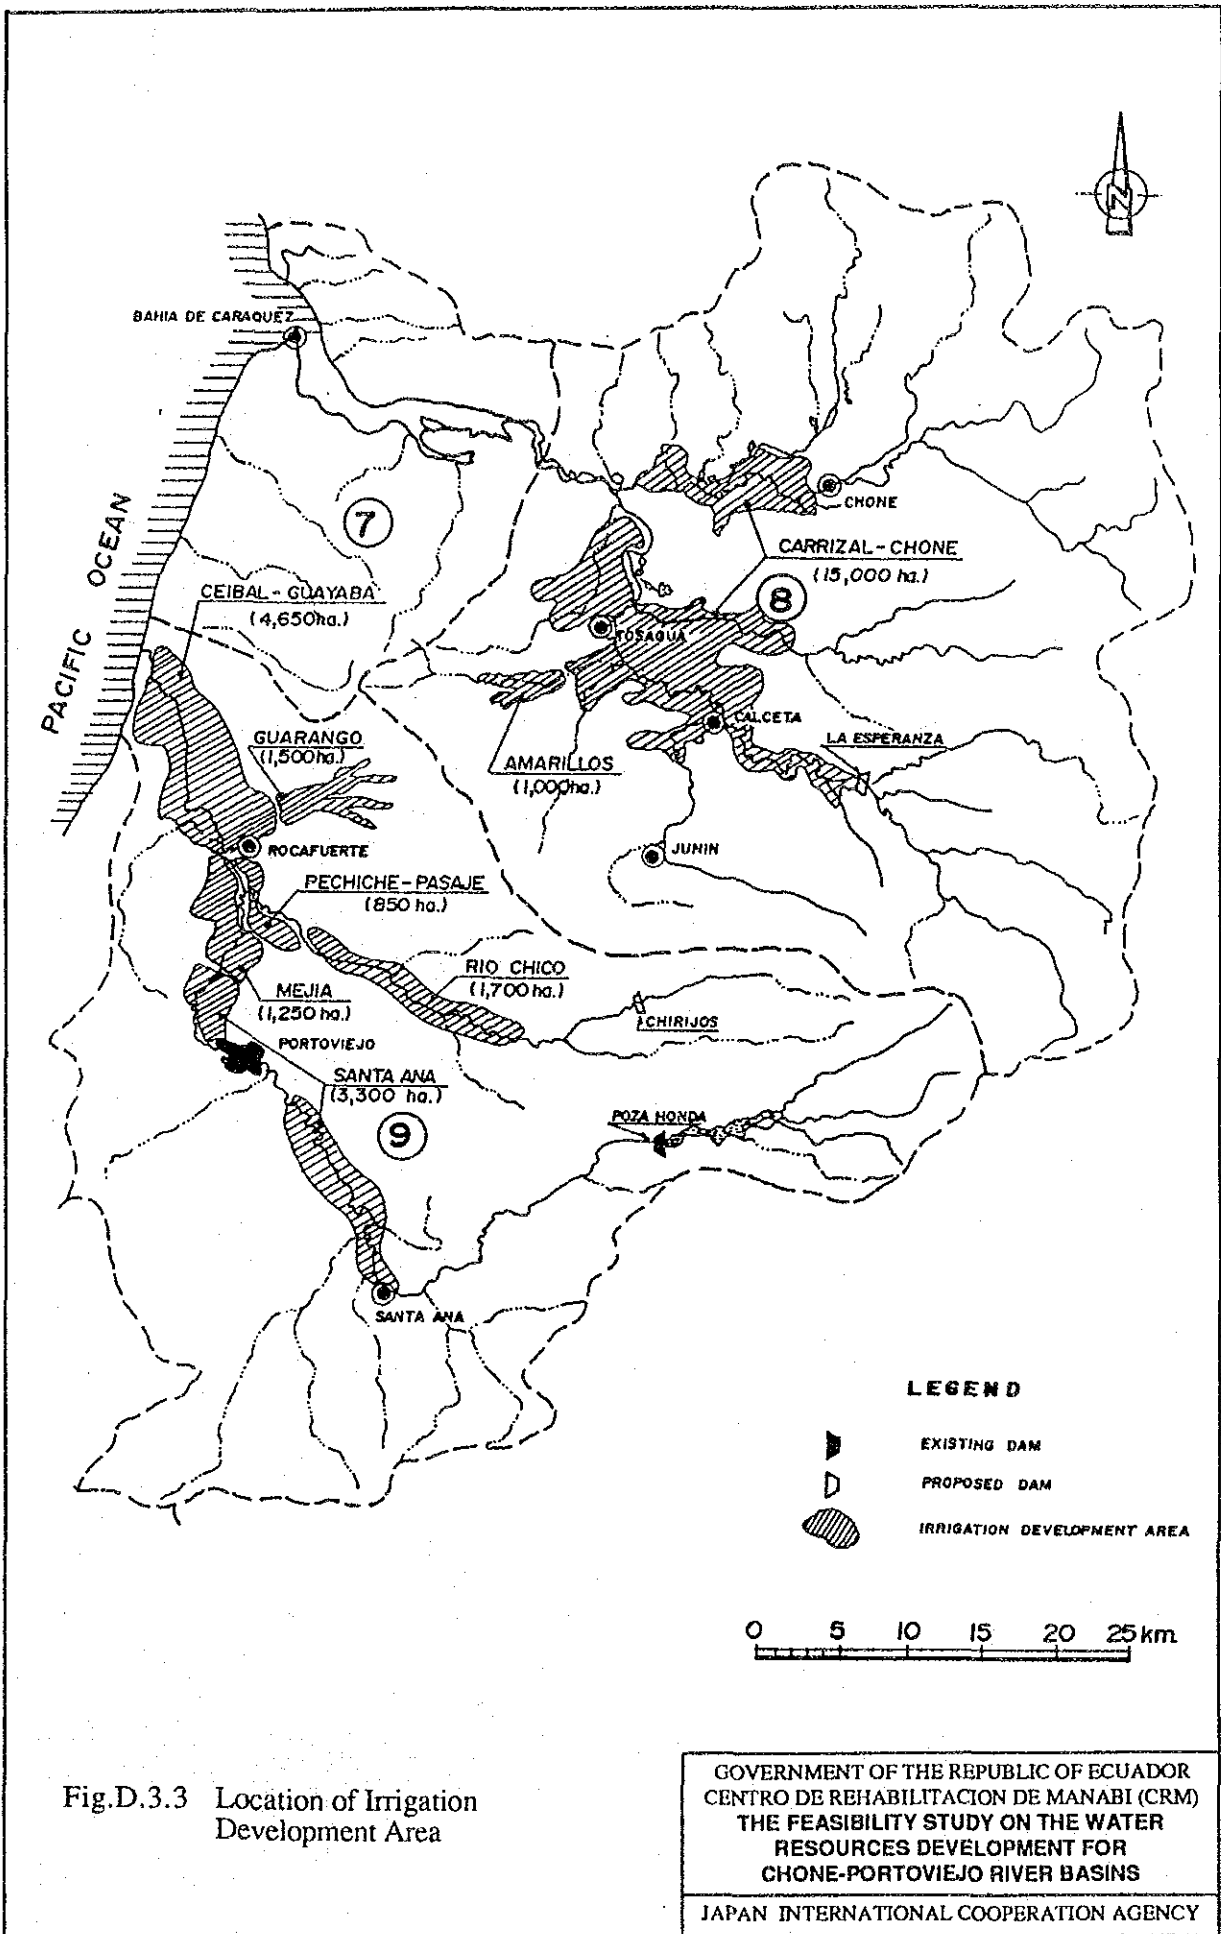 N
BAHIA DE CARAQUEZ
PACIFIC OCEAN
7
CHONE
CARRIZAL-CHONE
(15,000 ha.)
8
CEIBAL-GUAYABA
(4,650ha.)
TOSAGUA
GUARANGO
(1,500ha.)
CALCETA
LA ESPERANZA
AMARILLOS
(1,000ha.)
ROCAFUERTE
JUNIN
PECHICHE-PASAJE
(850 ha.)
RIO CHICO
(1,700 ha.)
MEJIA
(1,250 ha.)
CHIRIJOS
PORTOVIEJO
SANTA ANA
(3,300 ha.)
9
POZA HONDA
SANTA ANA
LEGEND
EXISTING DAM
PROPOSED DAM
IRRIGATION DEVELOPMENT AREA
0 5 10 15 20 25 km
Fig.D.3.3 Location of Irrigation
Development Area
GOVERNMENT OF THE REPUBLIC OF ECUADOR
CENTRO DE REHABILITACION DE MANABI (CRM)
THE FEASIBILITY STUDY ON THE WATER
RESOURCES DEVELOPMENT FOR
CHONE-PORTOVIEJO RIVER BASINS
JAPAN INTERNATIONAL COOPERATION AGENCY